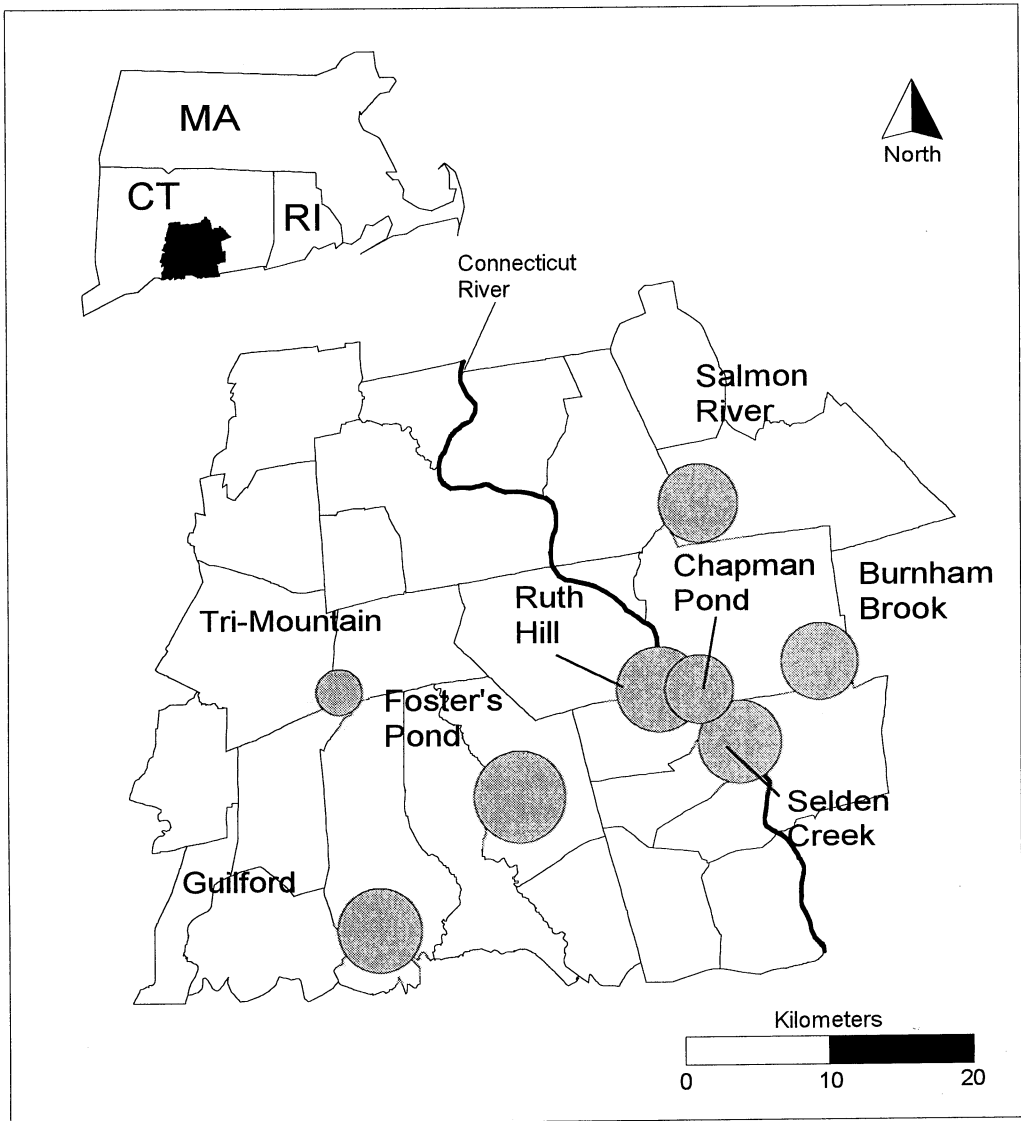 MA
North
CT
RI
Connecticut
River
Salmon
River
Chapman
Pond
Burnham
Brook
Ruth
Hill
Tri-Mountain
Foster's
Pond
Selden
Creek
Guilford
Kilometers
0 10 20